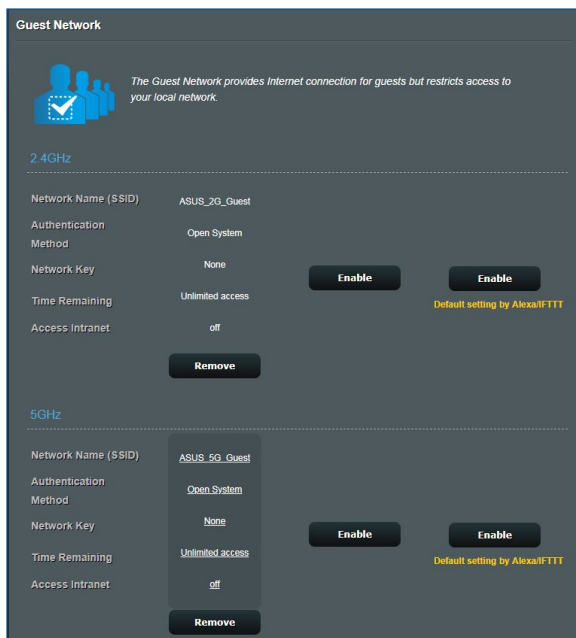 Guest Network
The Guest Network provides Internet connection for guests but restricts access to
your local network.
2.4GHz
Network Name (SSID) ASUS_2G_Guest
Authentication
Method Open System
Network Key None Enable Enable
Time Remaining Unlimited access Default setting by Alexa/IFTTT
Access Intranet off
Remove
5GHz
Network Name (SSID) ASUS_5G_Guest
Authentication
Method Open System
Network Key None Enable Enable
Time Remaining Unlimited access Default setting by Alexa/IFTTT
Access Intranet off
Remove